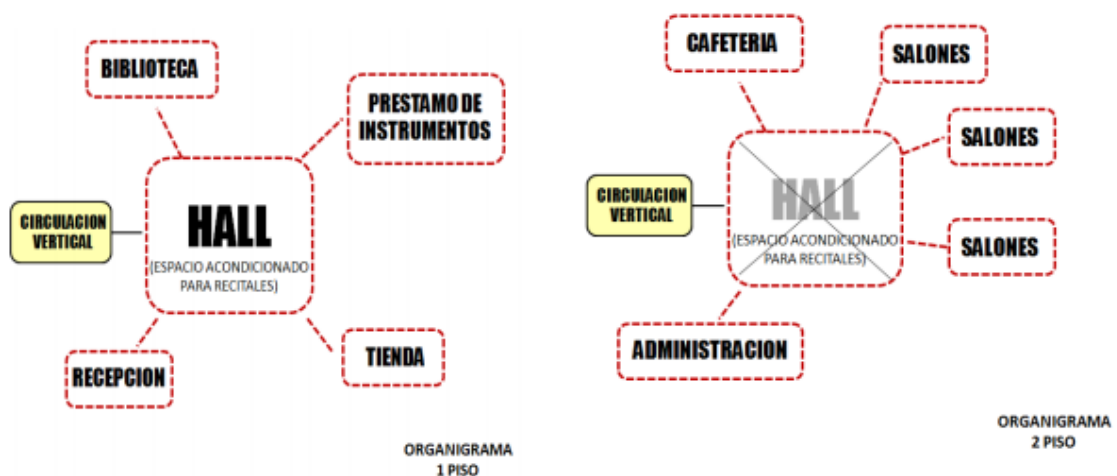 BIBLIOTECA
PRESTAMO DE
INSTRUMENTOS
CIRCULACION
VERTICAL
HALL
(ESPACIO ACONDICIONADO
PARA RECITALES)
RECEPCION
TIENDA
ORGANIGRAMA
1 PISO
CAFETERIA
SALONES
SALONES
CIRCULACION
VERTICAL
HALL
(ESPACIO ACONDICIONADO
PARA RECITALES)
SALONES
ADMINISTRACION
ORGANIGRAMA
2 PISO